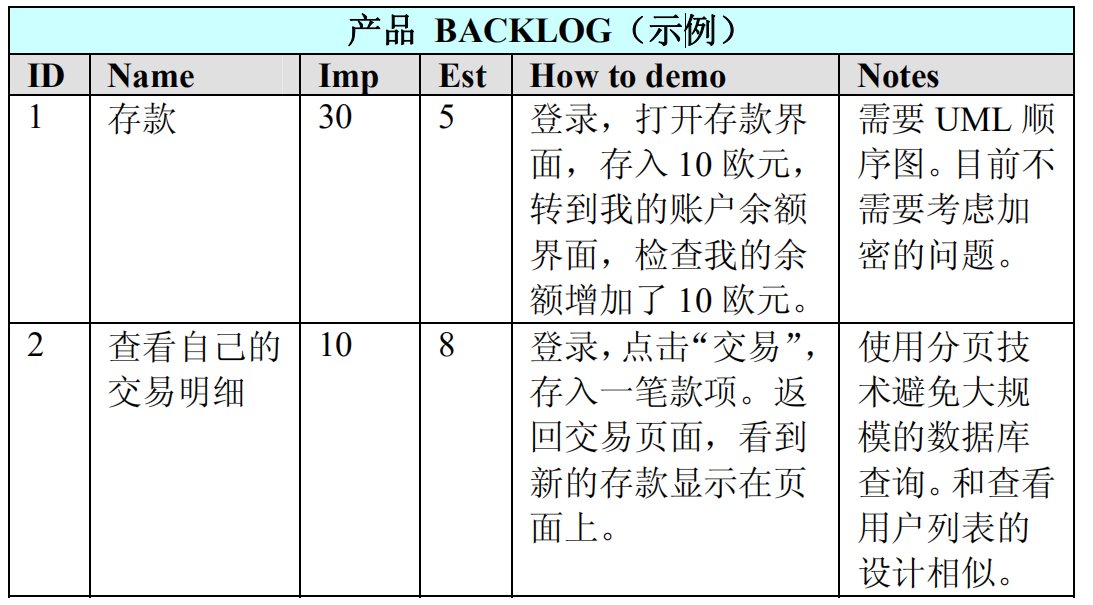 产品 BACKLOG（示例）
ID Name Imp Est How to demo Notes
1 存款 30 5 登录，打开存款界 需要 UML 顺
面，存入 10 欧元， 序图。目前不
转到我的账户余额 需要考虑加
界面，检查我的余 密的问题。
额增加了 10 欧元。
2 查看自己的 10 8 登录，点击“交易”， 使用分页技
交易明细 存入一笔款项。返 术避免大规
回交易页面，看到 模的数据库
新的存款显示在页 查询。和查看
面上。 用户列表的
设计相似。